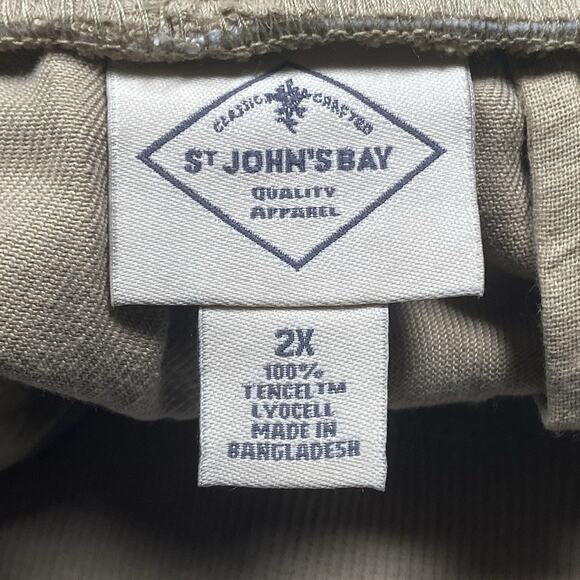 CLASSIC CRAFTED
ST JOHN'S BAY
QUALITY
APPAREL
2X
100%
TENCEL™
LYOCELL
MADE IN
BANGLADESH